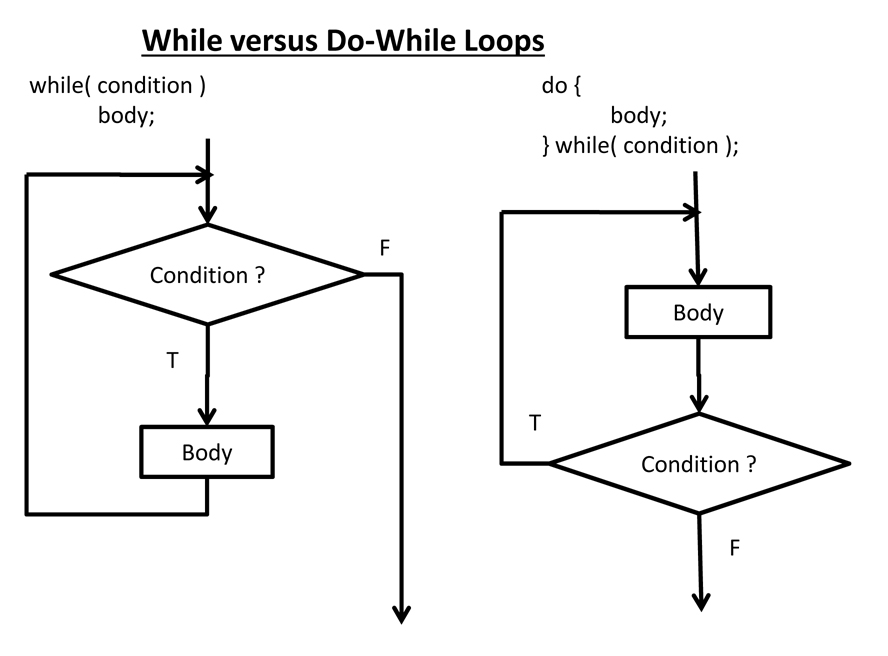 While versus Do-While Loops
while( condition )
body;
Condition ?
F
T
Body
do {
body;
} while( condition );
Body
Condition ?
T
F